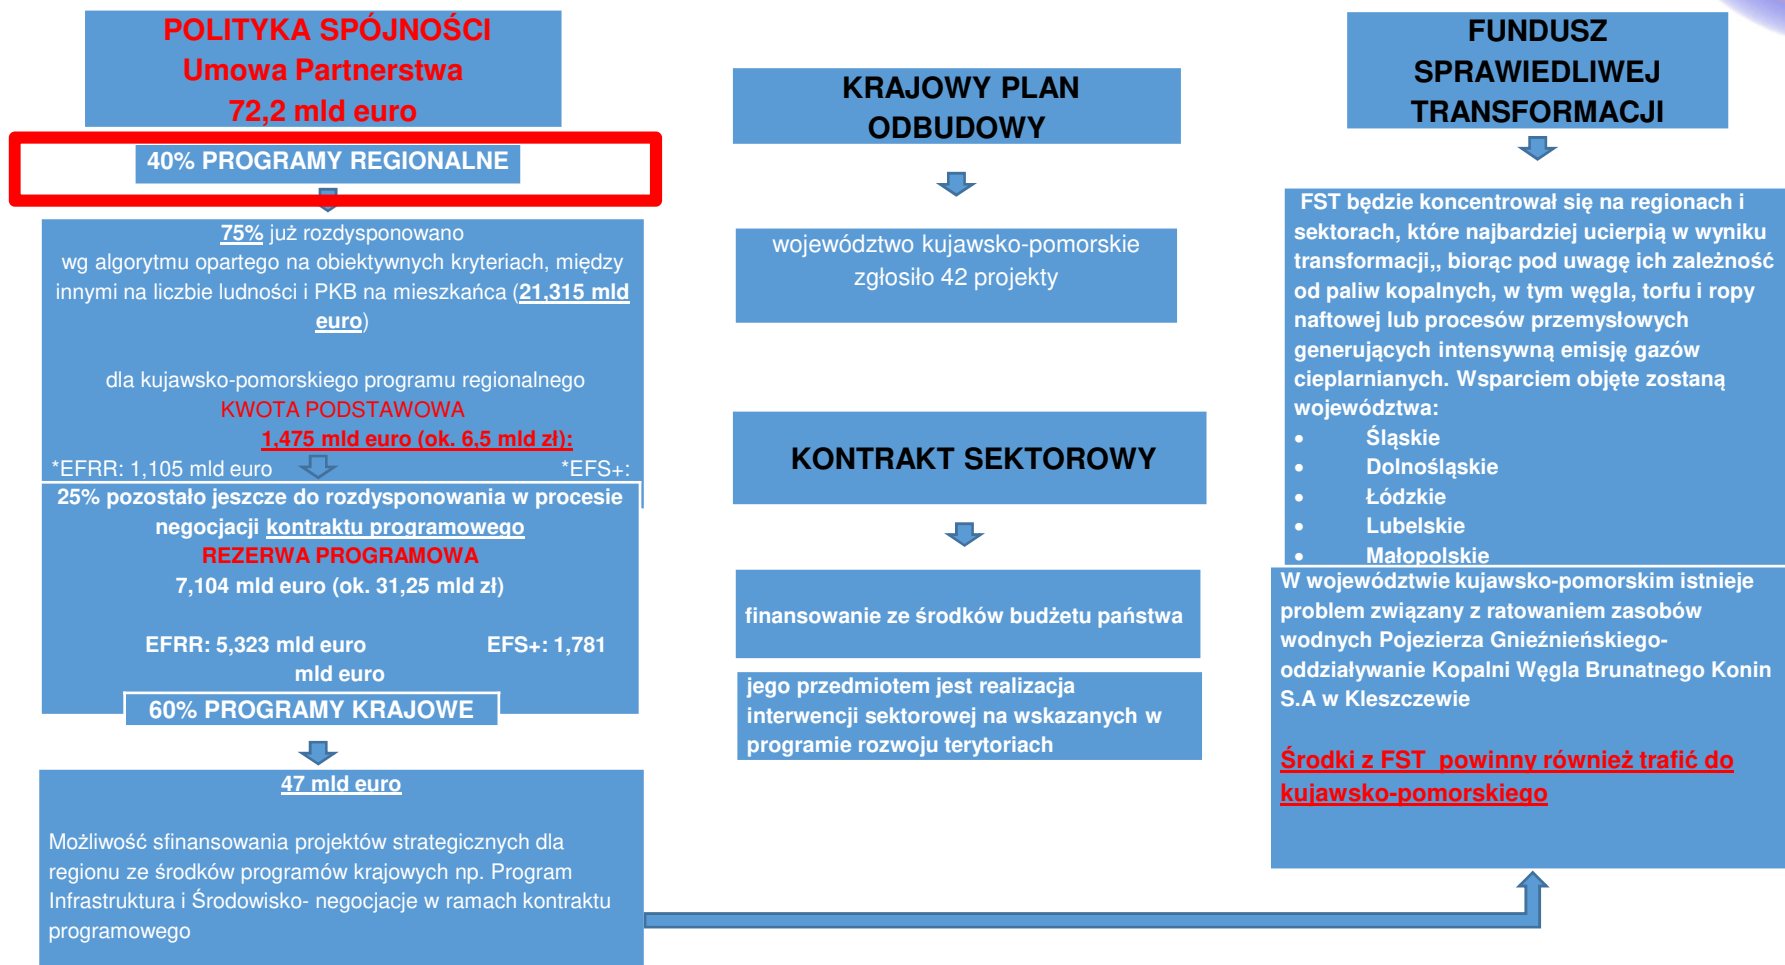 POLITYKA SPÓJNOŚCI
Umowa Partnerstwa
72,2 mld euro
40% PROGRAMY REGIONALNE
75% już rozdysponowano
wg algorytmu opartego na obiektywnych kryteriach, między
innymi na liczbie ludności i PKB na mieszkańca (21,315 mld
euro)
dla kujawsko-pomorskiego programu regionalnego
KWOTA PODSTAWOWA
1,475 mld euro (ok. 6,5 mld zł):
*EFRR: 1,105 mld euro *EFS+:
25% pozostało jeszcze do rozdysponowania w procesie
negocjacji kontraktu programowego
REZERWA PROGRAMOWA
7,104 mld euro (ok. 31,25 mld zł)
EFRR: 5,323 mld euro EFS+: 1,781
mld euro
60% PROGRAMY KRAJOWE
47 mld euro
Możliwość sfinansowania projektów strategicznych dla
regionu ze środków programów krajowych np. Program
Infrastruktura i Środowisko- negocjacje w ramach kontraktu
programowego
KRAJOWY PLAN
ODBUDOWY
województwo kujawsko-pomorskie
zgłosiło 42 projekty
KONTRAKT SEKTOROWY
finansowanie ze środków budżetu państwa
jego przedmiotem jest realizacja
interwencji sektorowej na wskazanych w
programie rozwoju terytoriach
FUNDUSZ
SPRAWIEDLIWEJ
TRANSFORMACJI
FST będzie koncentrował się na regionach i
sektorach, które najbardziej ucierpią w wyniku
transformacji,, biorąc pod uwagę ich zależność
od paliw kopalnych, w tym węgla, torfu i ropy
naftowej lub procesów przemysłowych
generujących intensywną emisję gazów
cieplarnianych. Wsparciem objęte zostaną
województwa:
• Śląskie
• Dolnośląskie
• Łódzkie
• Lubelskie
• Małopolskie
W województwie kujawsko-pomorskim istnieje
problem związany z ratowaniem zasobów
wodnych Pojezierza Gnieźnieńskiego-
oddziaływanie Kopalni Węgla Brunatnego Konin
S.A w Kleszczewie
Środki z FST powinny również trafić do
kujawsko-pomorskiego